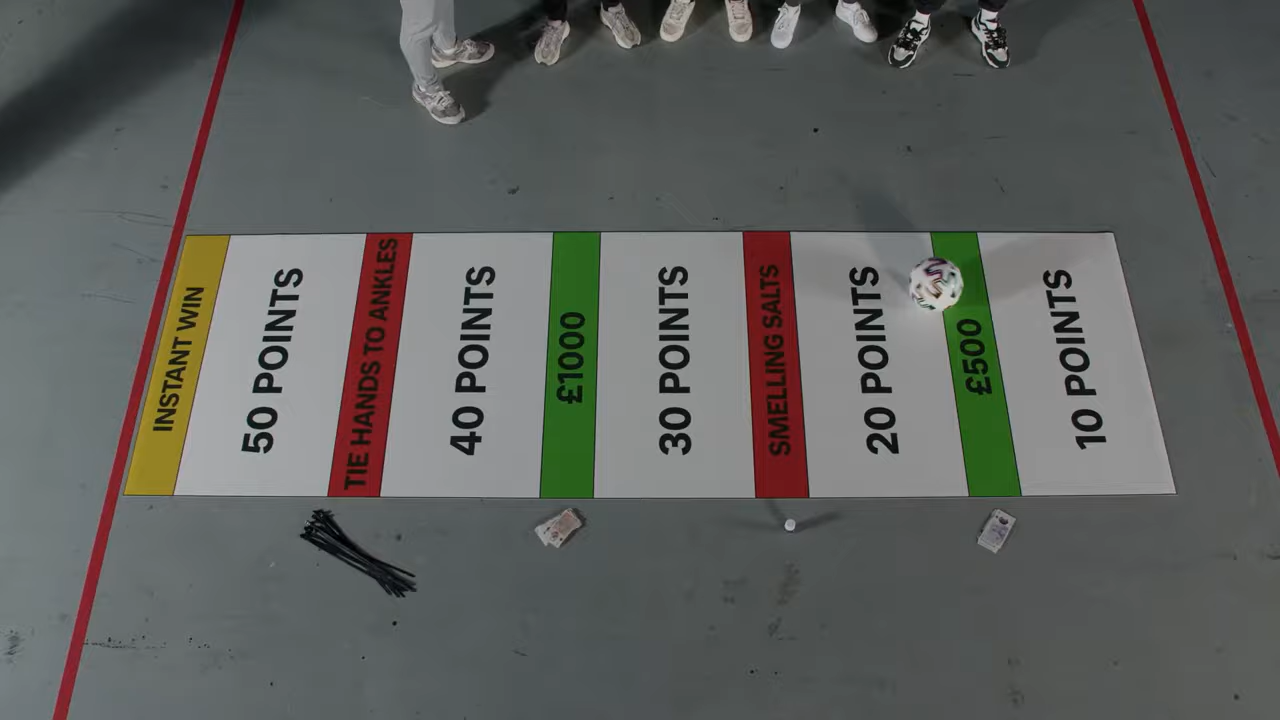 INSTANT WIN
50 POINTS
TIE HANDS TO ANKLES
40 POINTS
£1000
30 POINTS
SMELLING SALTS
20 POINTS
£500
10 POINTS